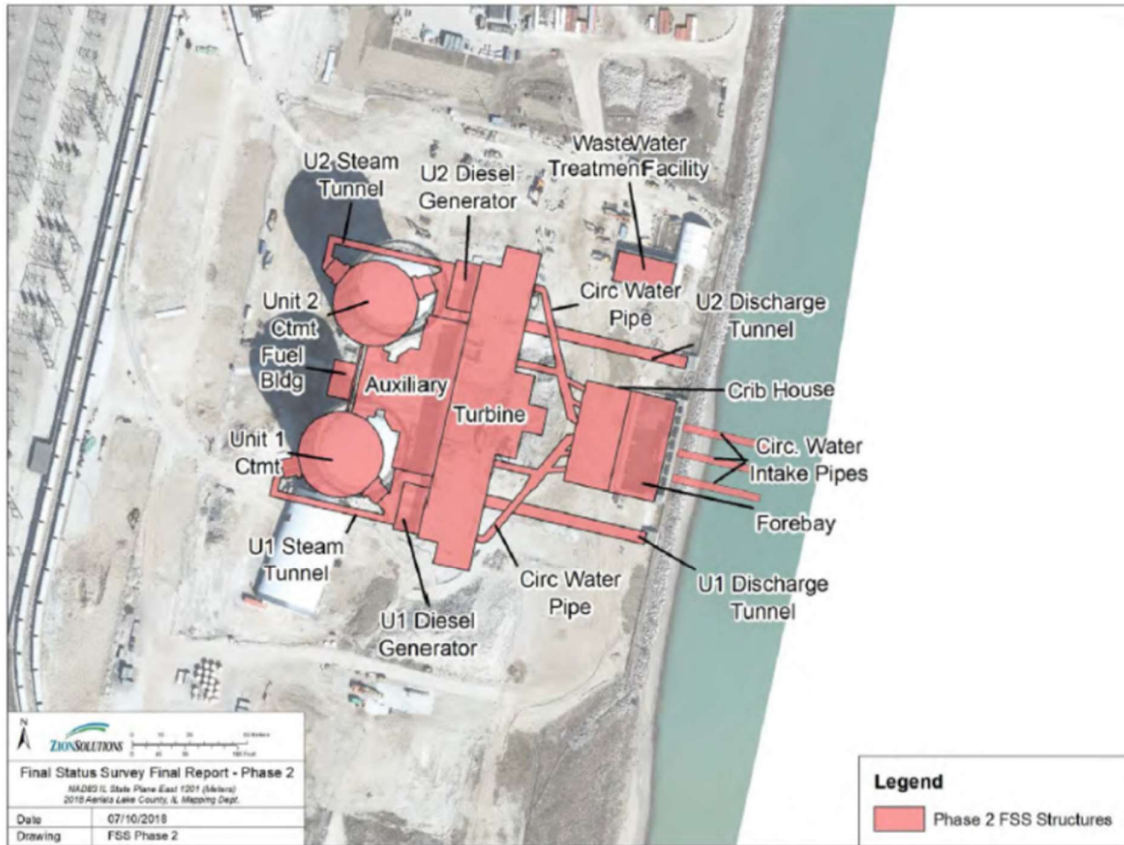 Waste Water
Treatment Facility
U2 Steam
Tunnel
U2 Diesel
Generator
Circ Water
Pipe
U2 Discharge
Tunnel
Unit 2
Ctmt
Fuel
Bldg
Auxiliary
Turbine
Crib House
Unit 1
Ctmt
Circ. Water
Intake Pipes
Forebay
U1 Steam
Tunnel
Circ Water
Pipe
U1 Discharge
Tunnel
U1 Diesel
Generator
N
ZIONSOLUTIONS
Final Status Survey Final Report - Phase 2
NAD83 IL State Plane East 1201 (Meters)
2018 Aerials Lake County, IL Mapping Dept.
Date 07/10/2018
Drawing FSS Phase 2
Legend
Phase 2 FSS Structures